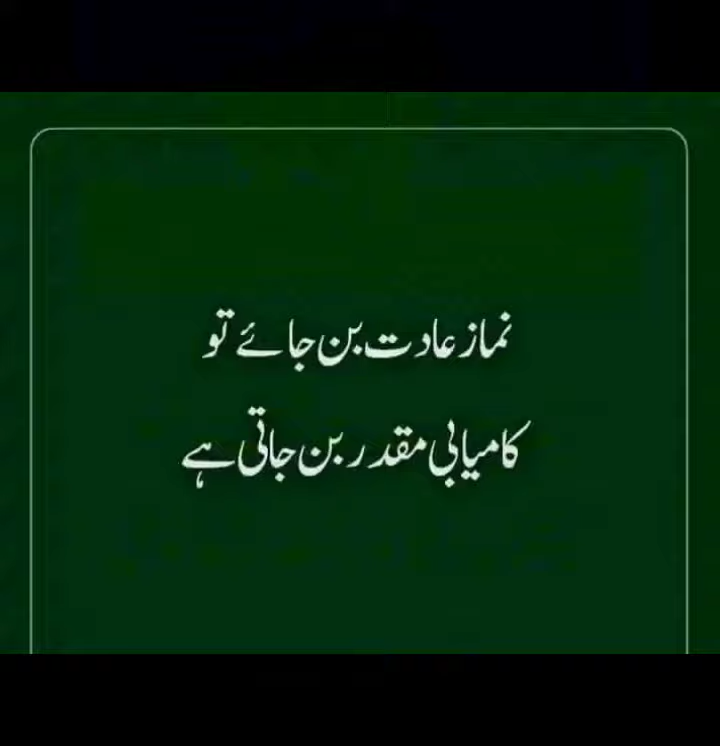 نماز عادت بن جائے تو
کامیابی مقدر بن جاتی ہے